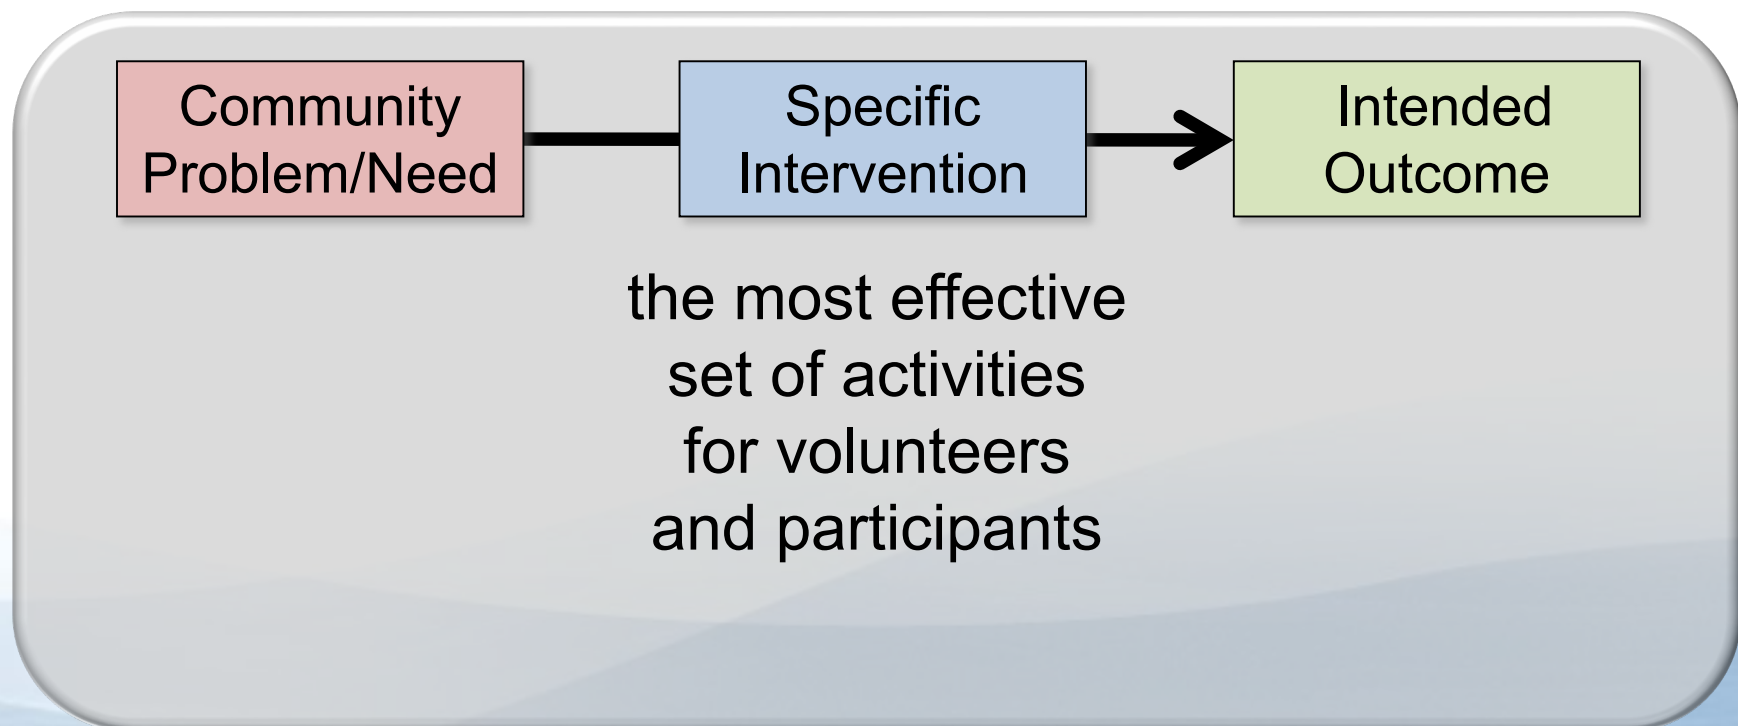 Community
Problem/Need
Specific
Intervention
Intended
Outcome
the most effective
set of activities
for volunteers
and participants